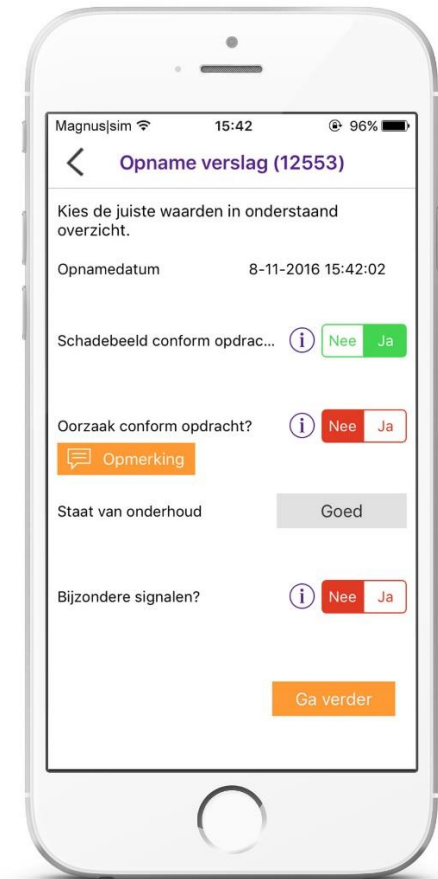 Magnus|sim 15:42 96%
Opname verslag (12553)
Kies de juiste waarden in onderstaand
overzicht.
Opnamedatum 8-11-2016 15:42:02
Schadebeeld conform opdrac... i Nee Ja
Oorzaak conform opdracht? i Nee Ja
Opmerking
Staat van onderhoud Goed
Bijzondere signalen? i Nee Ja
Ga verder